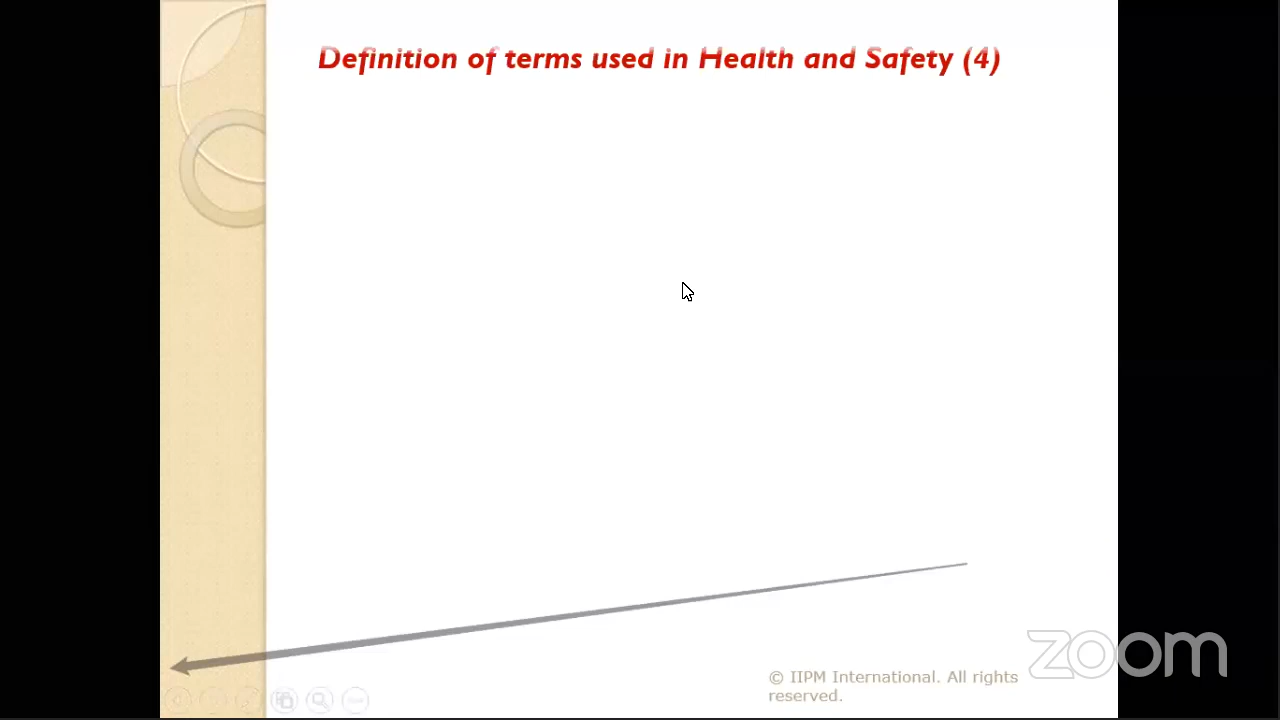 Definition of terms used in Health and Safety (4)
© IIPM International. All rights
reserved.
zoom